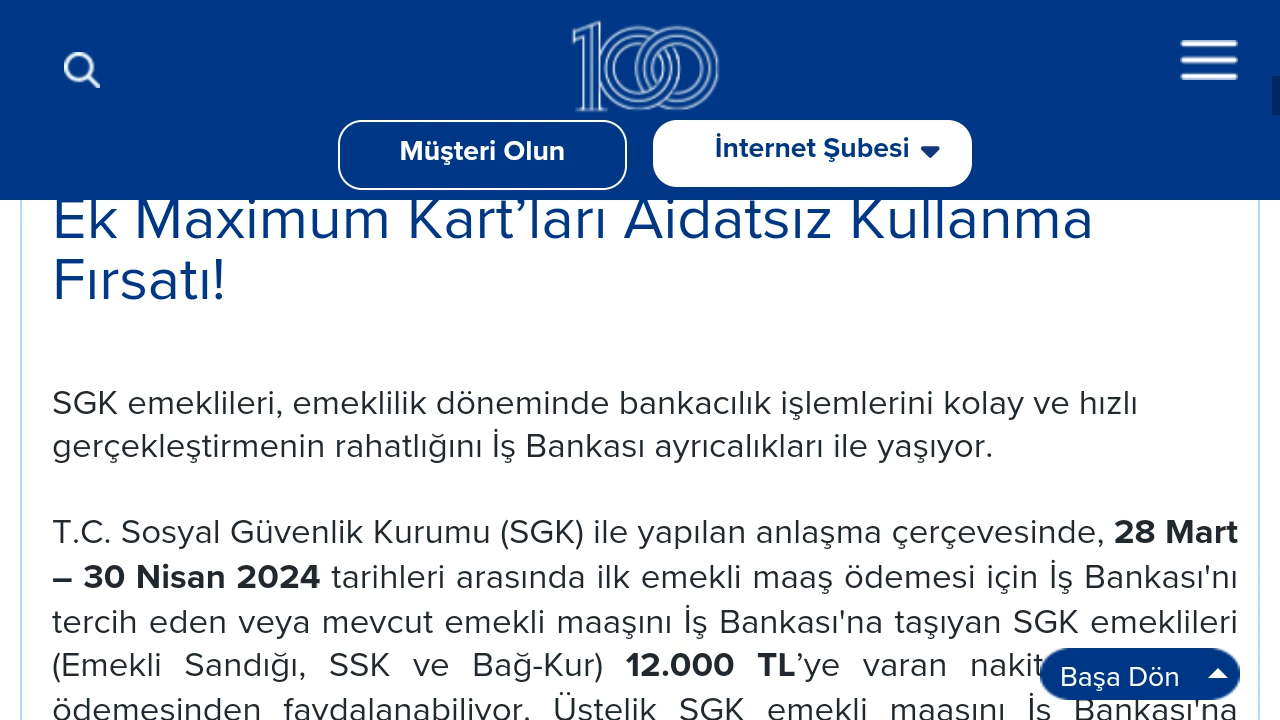 100
Müşteri Olun
İnternet Şubesi
Ek Maximum Kart’ları Aidatsız Kullanma
Fırsatı!
SGK emeklileri, emeklilik döneminde bankacılık işlemlerini kolay ve hızlı
gerçekleştirmenin rahatlığını İş Bankası ayrıcalıkları ile yaşıyor.
T.C. Sosyal Güvenlik Kurumu (SGK) ile yapılan anlaşma çerçevesinde, 28 Mart
– 30 Nisan 2024 tarihleri arasında ilk emekli maaş ödemesi için İş Bankası'nı
tercih eden veya mevcut emekli maaşını İş Bankası'na taşıyan SGK emeklileri
(Emekli Sandığı, SSK ve Bağ-Kur) 12.000 TL’ye varan nakit
Başa Dön
ödemesinden faydalanabiliyor. Üstelik SGK emekli maaşını İş Bankası'na